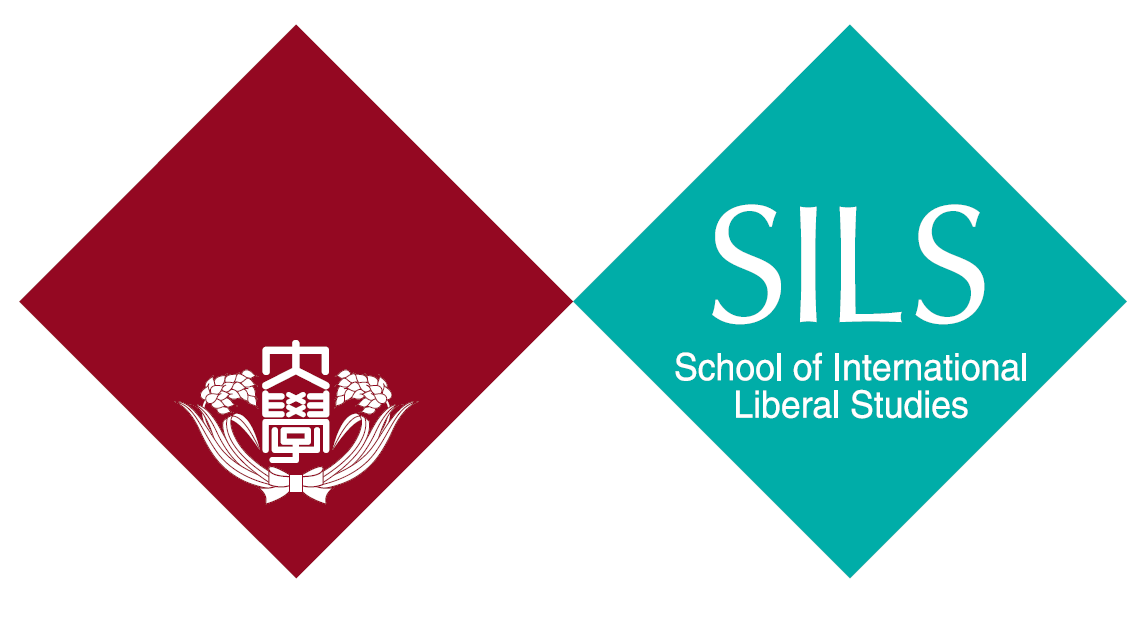 大學
SILS
School of International
Liberal Studies